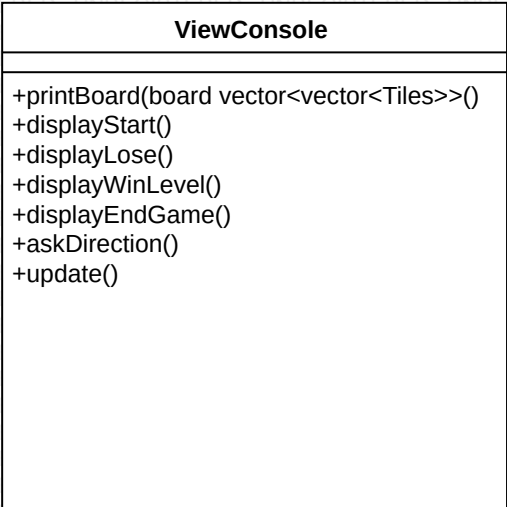 ViewConsole
+printBoard(board vector<vector<Tiles>>()
+displayStart()
+displayLose()
+displayWinLevel()
+displayEndGame()
+askDirection()
+update()